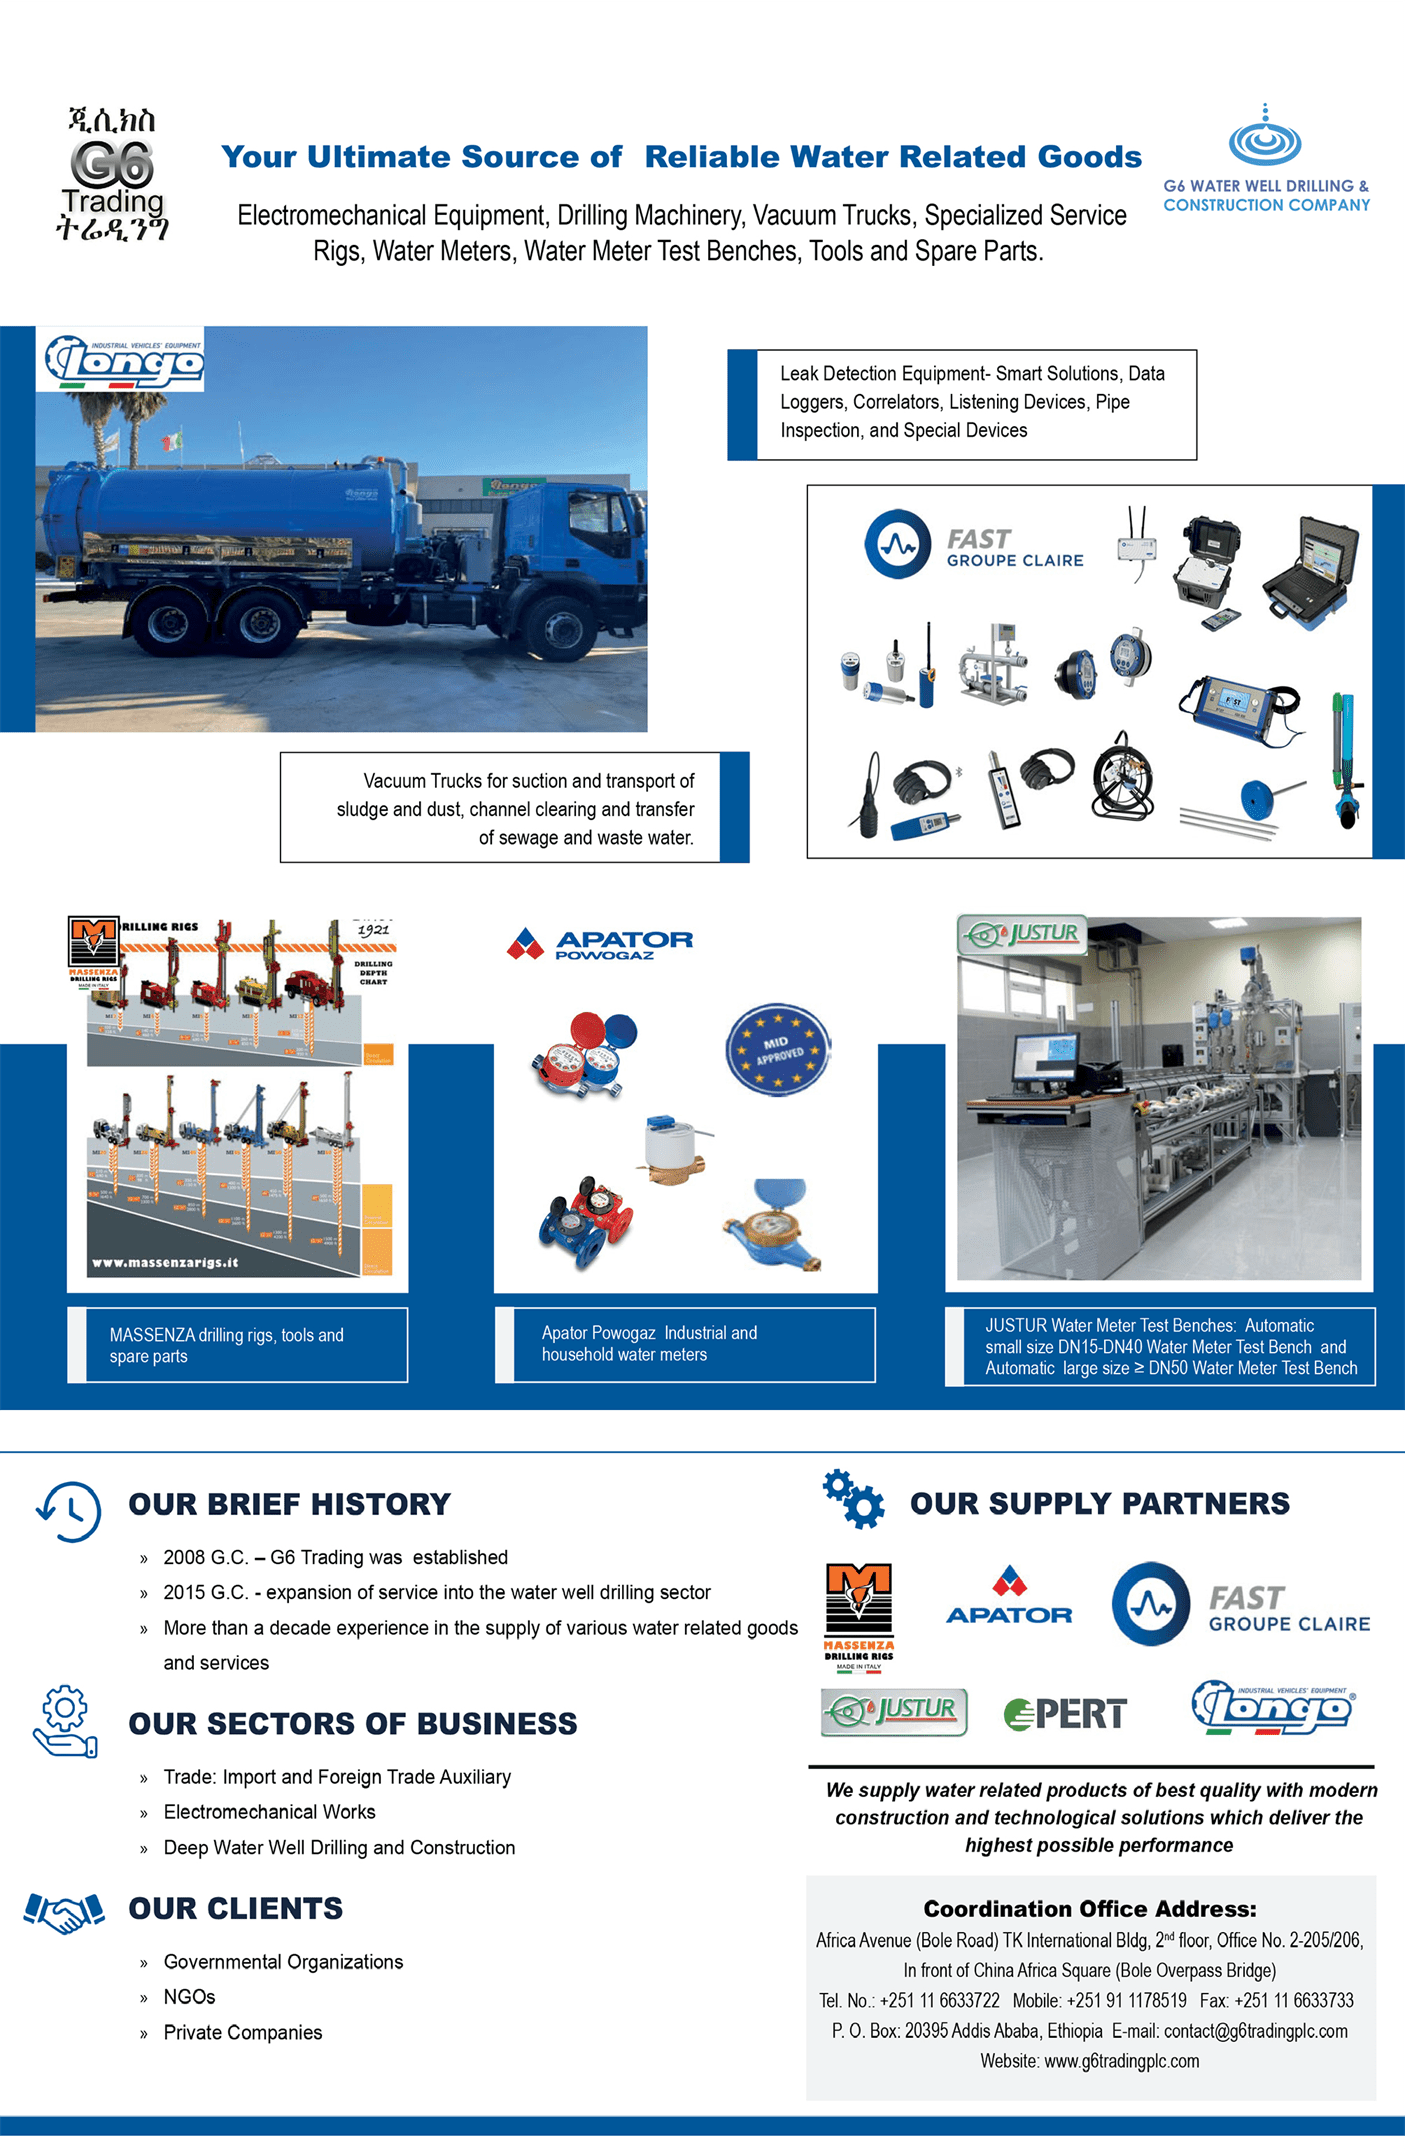 ጂሲክስ
G6
Trading
ትሬዲንግ
Your Ultimate Source of Reliable Water Related Goods
Electromechanical Equipment, Drilling Machinery, Vacuum Trucks, Specialized Service
Rigs, Water Meters, Water Meter Test Benches, Tools and Spare Parts.
G6 WATER WELL DRILLING &
CONSTRUCTION COMPANY
INDUSTRIAL VEHICLES' EQUIPMENT
longo
longo
Leak Detection Equipment- Smart Solutions, Data
Loggers, Correlators, Listening Devices, Pipe
Inspection, and Special Devices
FAST
GROUPE CLAIRE
FAST
Vacuum Trucks for suction and transport of
sludge and dust, channel clearing and transfer
of sewage and waste water.
MASSENZA
DRILLING RIGS
MADE IN ITALY
RILLING RIGS
1921
DRILLING
DEPTH
CHART
www.massenzarigs.it
APATOR
POWOGAZ
MID
APPROVED
JUSTUR
MASSENZA drilling rigs, tools and
spare parts
Apator Powogaz Industrial and
household water meters
JUSTUR Water Meter Test Benches: Automatic
small size DN15-DN40 Water Meter Test Bench and
Automatic large size ≥ DN50 Water Meter Test Bench
OUR BRIEF HISTORY
» 2008 G.C. – G6 Trading was established
» 2015 G.C. - expansion of service into the water well drilling sector
» More than a decade experience in the supply of various water related goods
and services
OUR SECTORS OF BUSINESS
» Trade: Import and Foreign Trade Auxiliary
» Electromechanical Works
» Deep Water Well Drilling and Construction
OUR CLIENTS
» Governmental Organizations
» NGOs
» Private Companies
OUR SUPPLY PARTNERS
MASSENZA
DRILLING RIGS
MADE IN ITALY
APATOR
FAST
GROUPE CLAIRE
JUSTUR
PERT
INDUSTRIAL VEHICLES' EQUIPMENT
longo®
We supply water related products of best quality with modern
construction and technological solutions which deliver the
highest possible performance
Coordination Office Address:
Africa Avenue (Bole Road) TK International Bldg, 2nd floor, Office No. 2-205/206,
In front of China Africa Square (Bole Overpass Bridge)
Tel. No.: +251 11 6633722 Mobile: +251 91 1178519 Fax: +251 11 6633733
P. O. Box: 20395 Addis Ababa, Ethiopia E-mail: contact@g6tradingplc.com
Website: www.g6tradingplc.com